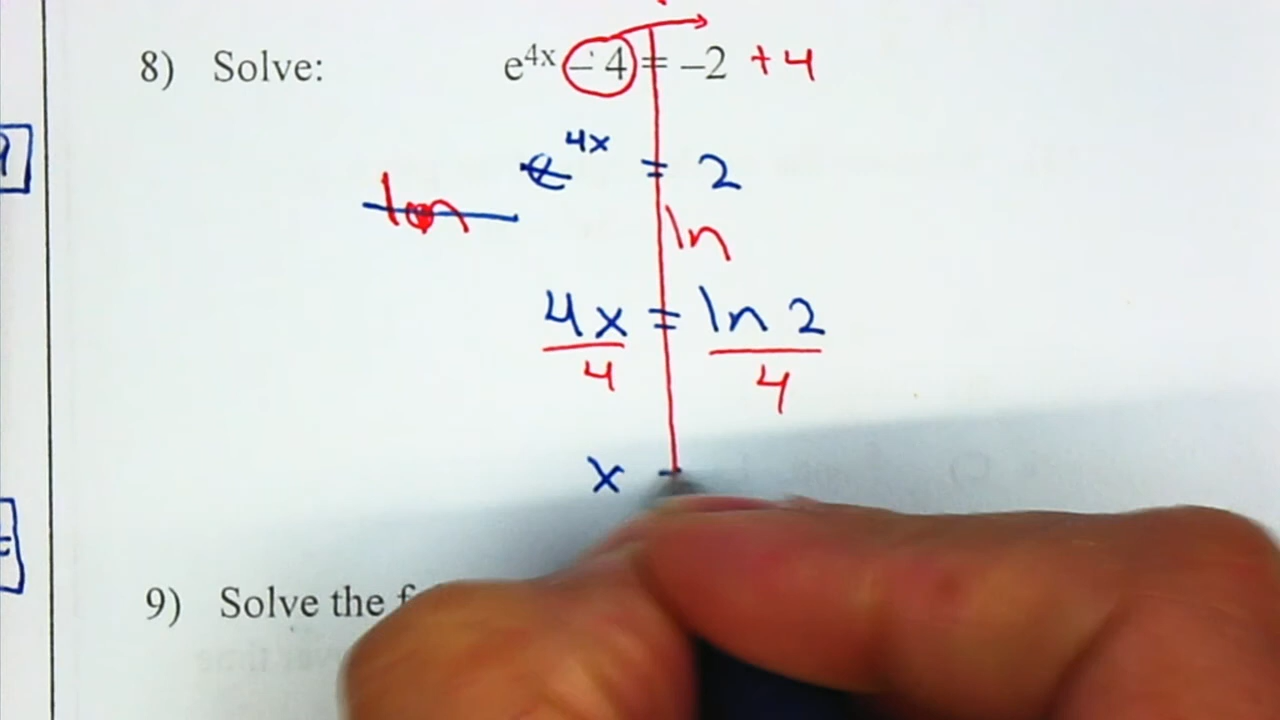 8) Solve: e^4x – 4 = –2 + 4
e^4x = 2
ln
4x = ln 2
4 4
x =
9) Solve the